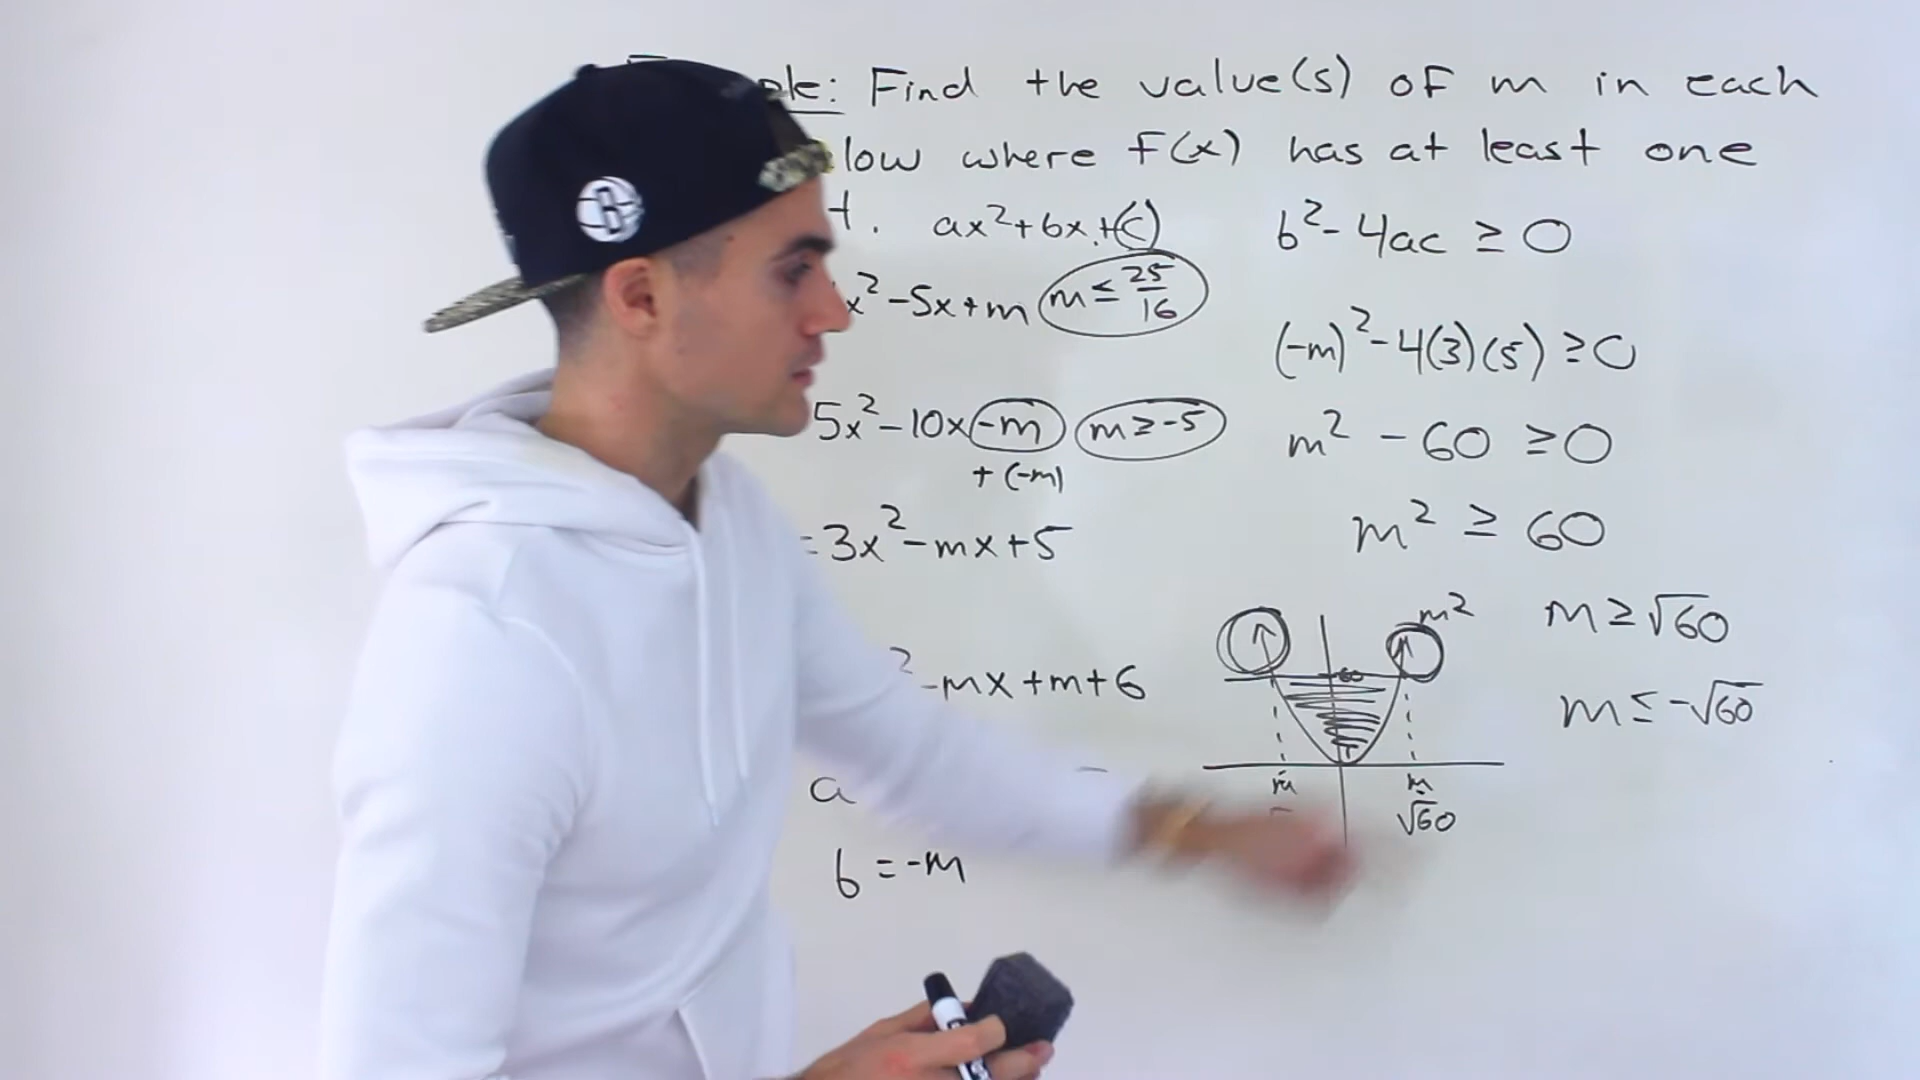 Find the value(s) of m in each
where f(x) has at least one
ax²+bx+(c)
b²-4ac ≥ 0
x²-5x+m m ≤ 25/16
(-m)²-4(3)(5) ≥ 0
5x²-10x-m m ≥ -5
+(-m)
m² - 60 ≥ 0
=3x²-mx+5
m² ≥ 60
m²
60
m ≥ √60
²-mx+m+6
m ≤ -√60
m m
- √60
a
b = -m
B